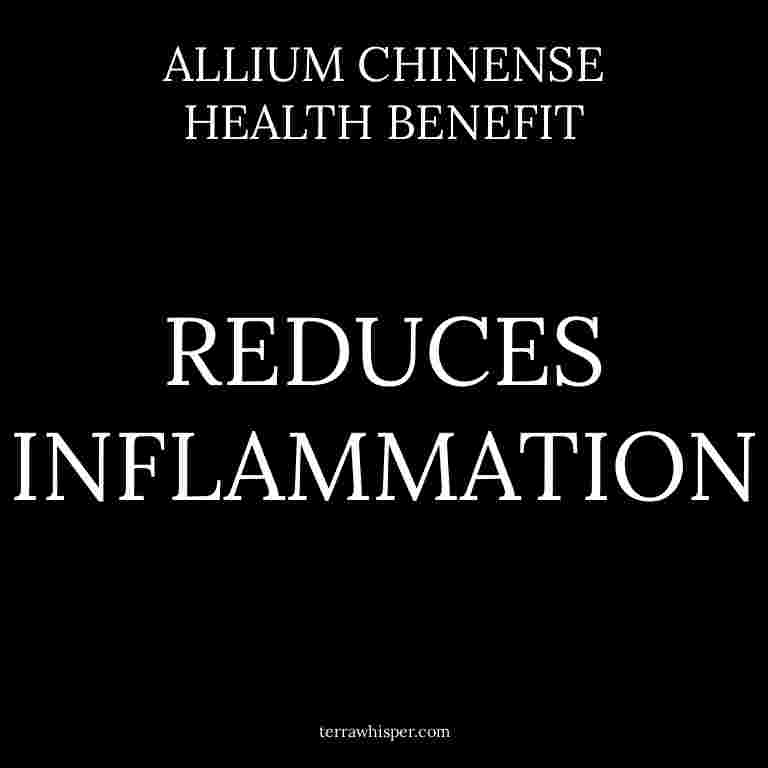 ALLIUM CHINENSE
HEALTH BENEFIT
REDUCES
INFLAMMATION
terrawhisper.com